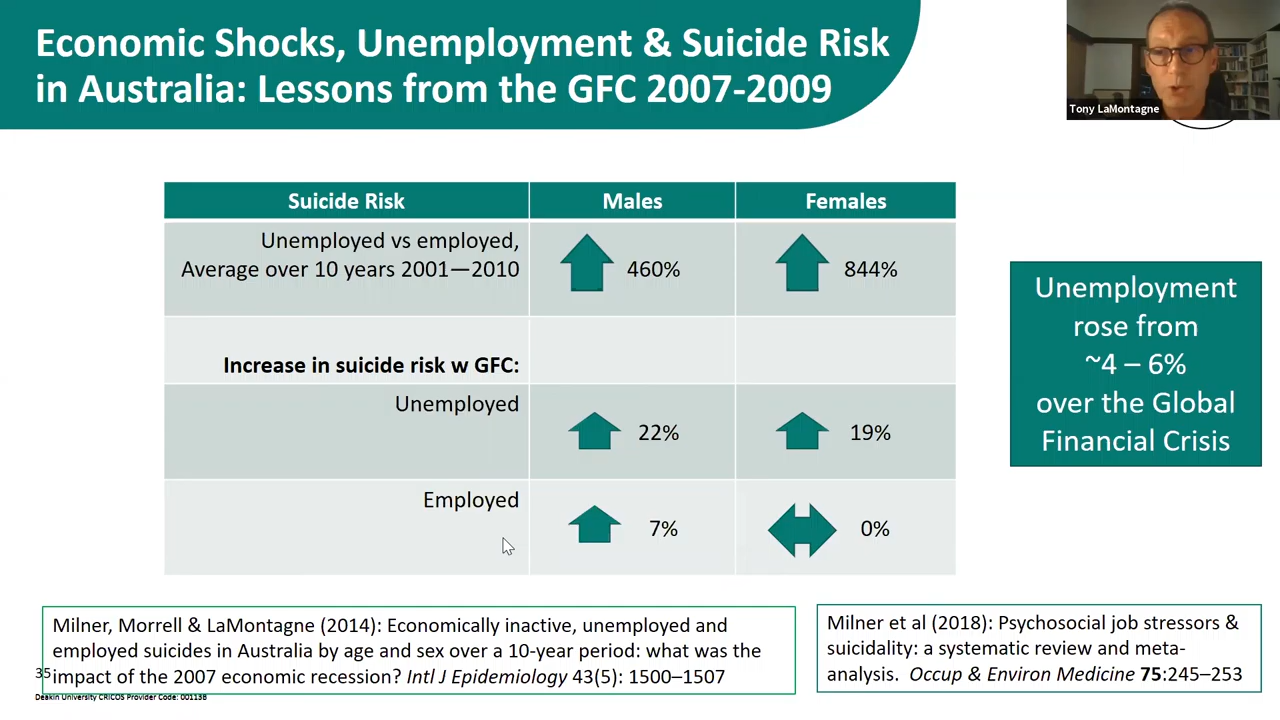 Economic Shocks, Unemployment & Suicide Risk
in Australia: Lessons from the GFC 2007-2009
Tony LaMontagne
Suicide Risk
Males
Females
Unemployed vs employed,
Average over 10 years 2001—2010
460%
844%
Increase in suicide risk w GFC:
Unemployed
22%
19%
Employed
7%
0%
Unemployment
rose from
~4 – 6%
over the Global
Financial Crisis
Milner, Morrell & LaMontagne (2014): Economically inactive, unemployed and
employed suicides in Australia by age and sex over a 10-year period: what was the
impact of the 2007 economic recession? Intl J Epidemiology 43(5): 1500–1507
Milner et al (2018): Psychosocial job stressors &
suicidality: a systematic review and meta-
analysis. Occup & Environ Medicine 75:245–253
35
Deakin University CRICOS Provider Code: 00113B